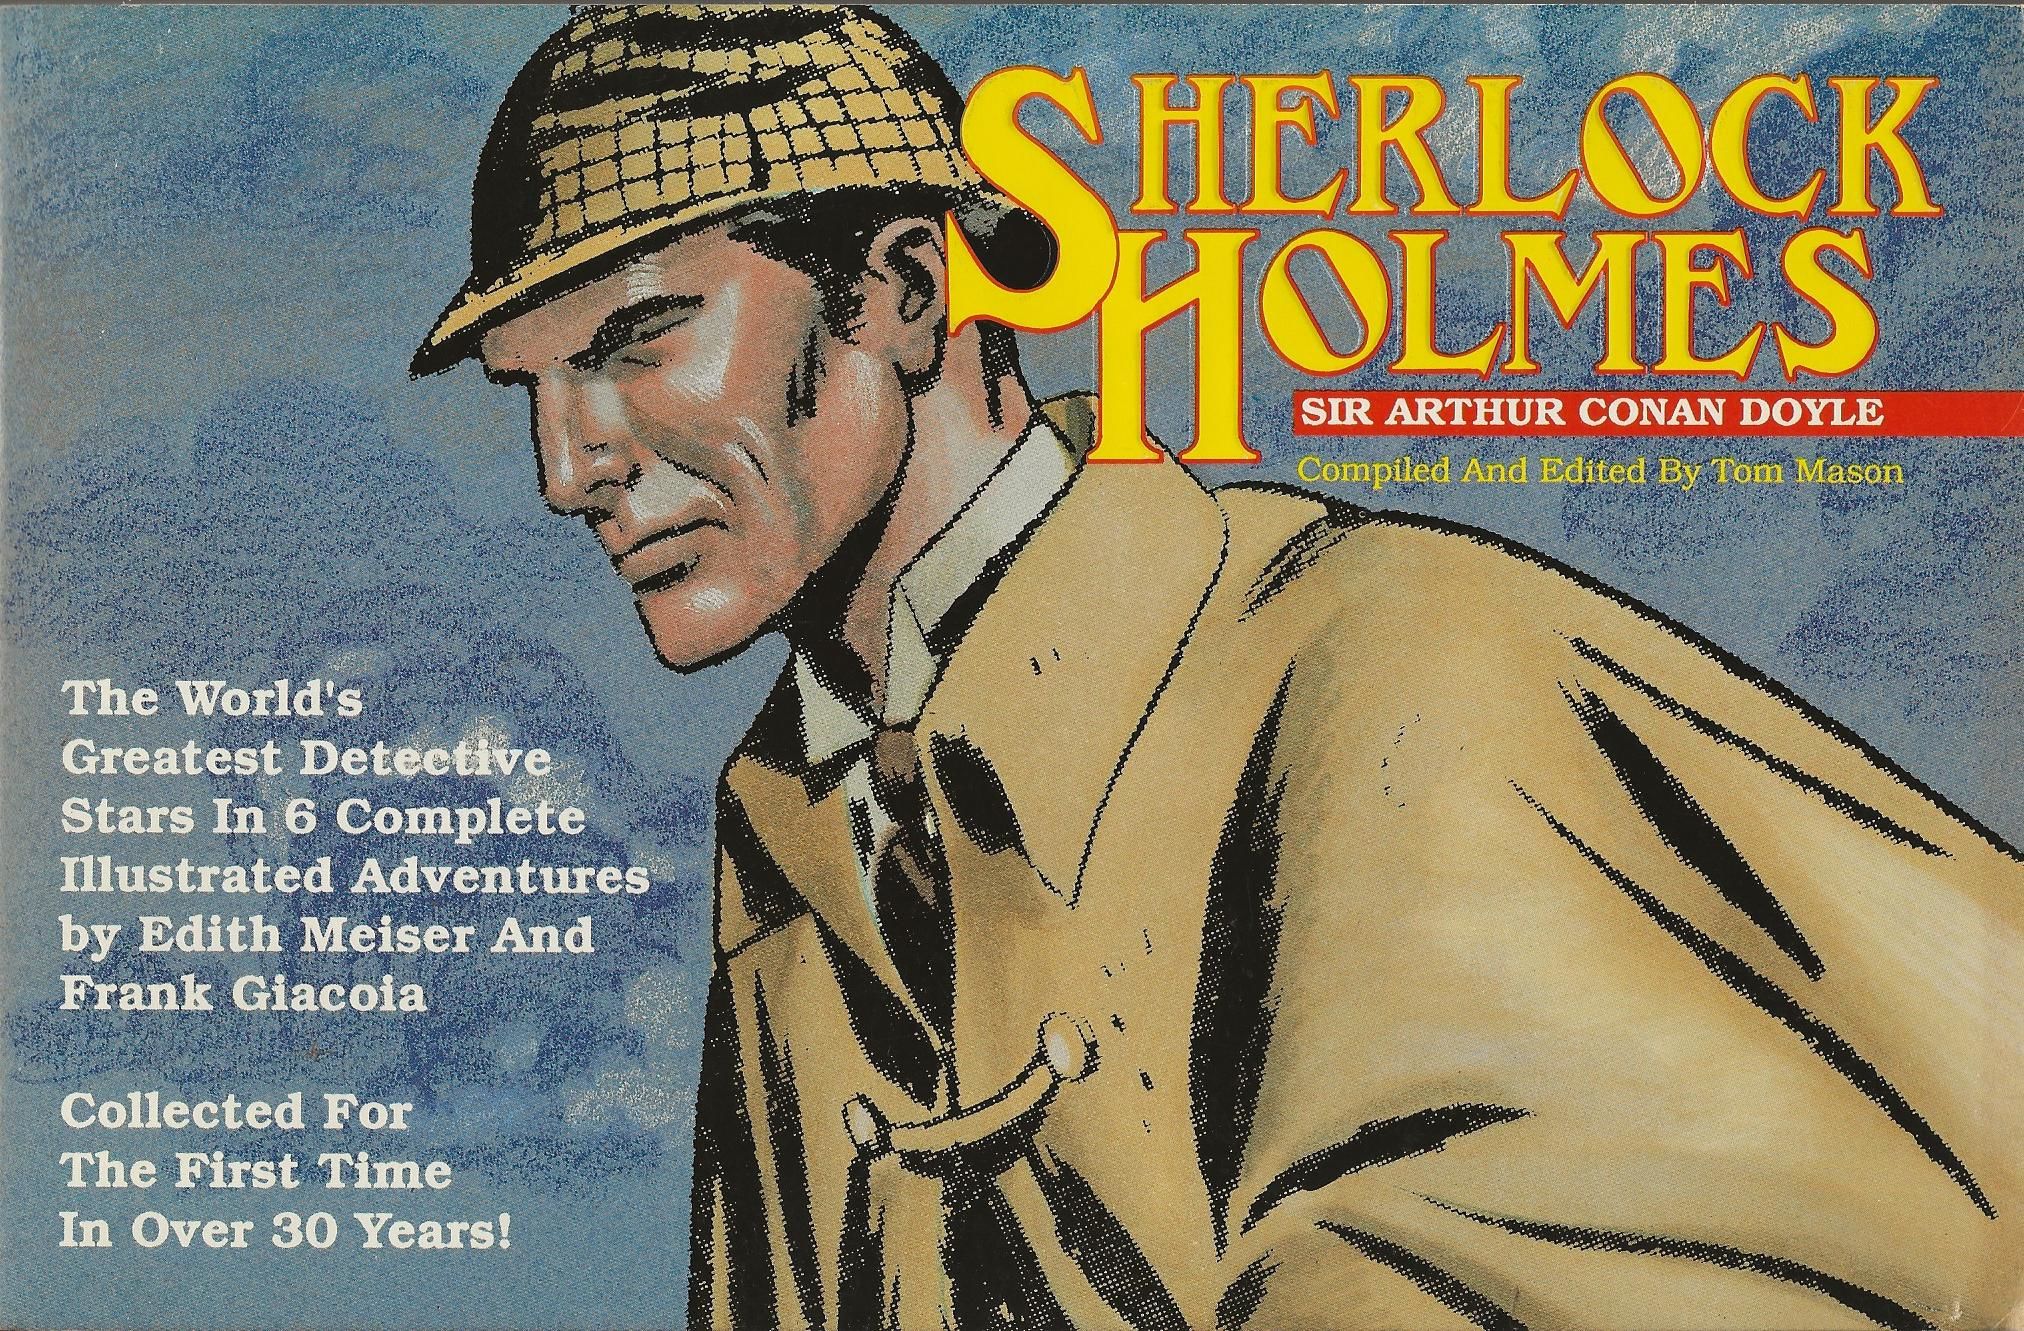 SHERLOCK
HOLMES
SIR ARTHUR CONAN DOYLE
Compiled And Edited By Tom Mason
The World's
Greatest Detective
Stars In 6 Complete
Illustrated Adventures
by Edith Meiser And
Frank Giacoia
Collected For
The First Time
In Over 30 Years!